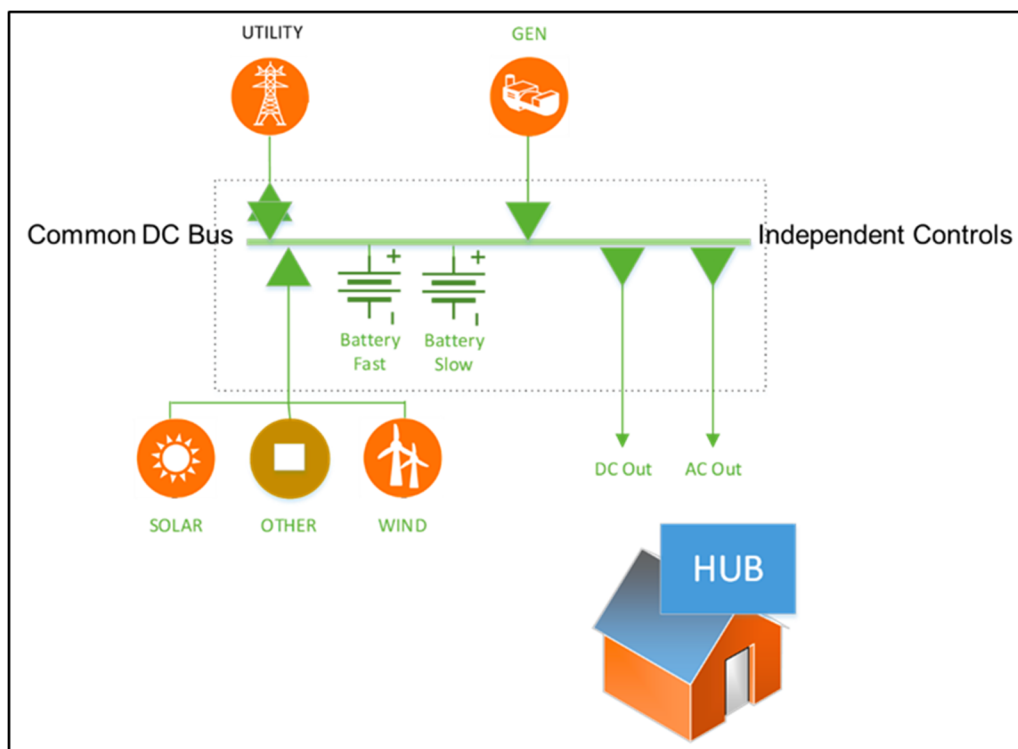 UTILITY
GEN
Common DC Bus
Independent Controls
+
+
Battery
Fast
Battery
Slow
DC Out
AC Out
SOLAR
OTHER
WIND
HUB